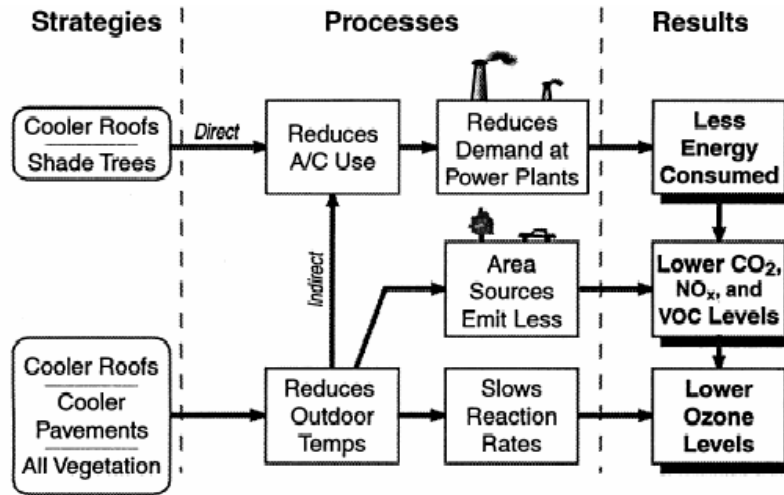 Strategies
Processes
Results
Cooler Roofs
Shade Trees
Direct
Reduces
A/C Use
Reduces
Demand at
Power Plants
Less
Energy
Consumed
Indirect
Area
Sources
Emit Less
Lower CO₂,
NOₓ, and
VOC Levels
Cooler Roofs
Cooler
Pavements
All Vegetation
Reduces
Outdoor
Temps
Slows
Reaction
Rates
Lower
Ozone
Levels